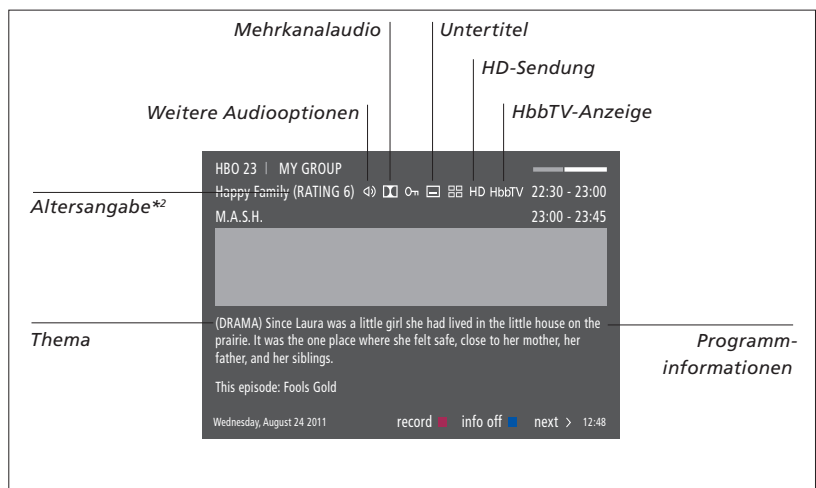 Mehrkanalaudio
Untertitel
HD-Sendung
Weitere Audiooptionen
HbbTV-Anzeige
HBO 23 | MY GROUP
Happy Family (RATING 6) HD HbbTV 22:30 - 23:00
Altersangabe*2
M.A.S.H. 23:00 - 23:45
(DRAMA) Since Laura was a little girl she had lived in the little house on the
prairie. It was the one place where she felt safe, close to her mother, her
father, and her siblings.
Thema
Programm-
informationen
This episode: Fools Gold
Wednesday, August 24 2011 record info off next > 12:48